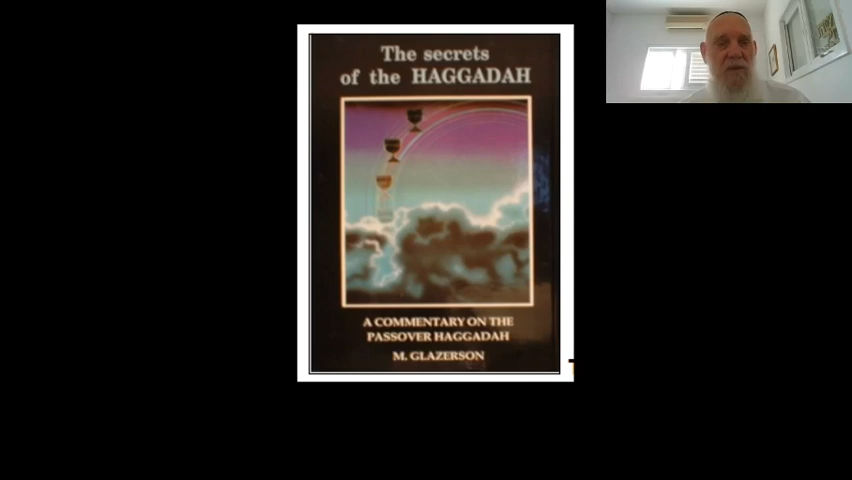 The secrets
of the HAGGADAH
A COMMENTARY ON THE
PASSOVER HAGGADAH
M. GLAZERSON